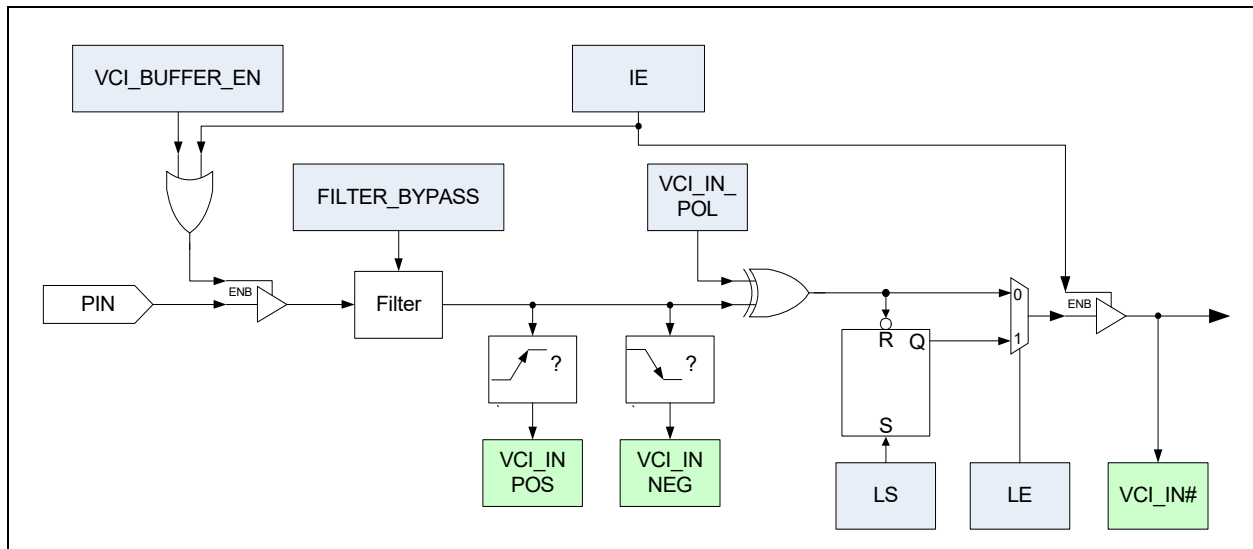 VCI_BUFFER_EN
IE
FILTER_BYPASS
VCI_IN_
POL
PIN
ENB
Filter
0
1
ENB
?
?
R
Q
S
VCI_IN
POS
VCI_IN
NEG
LS
LE
VCI_IN#